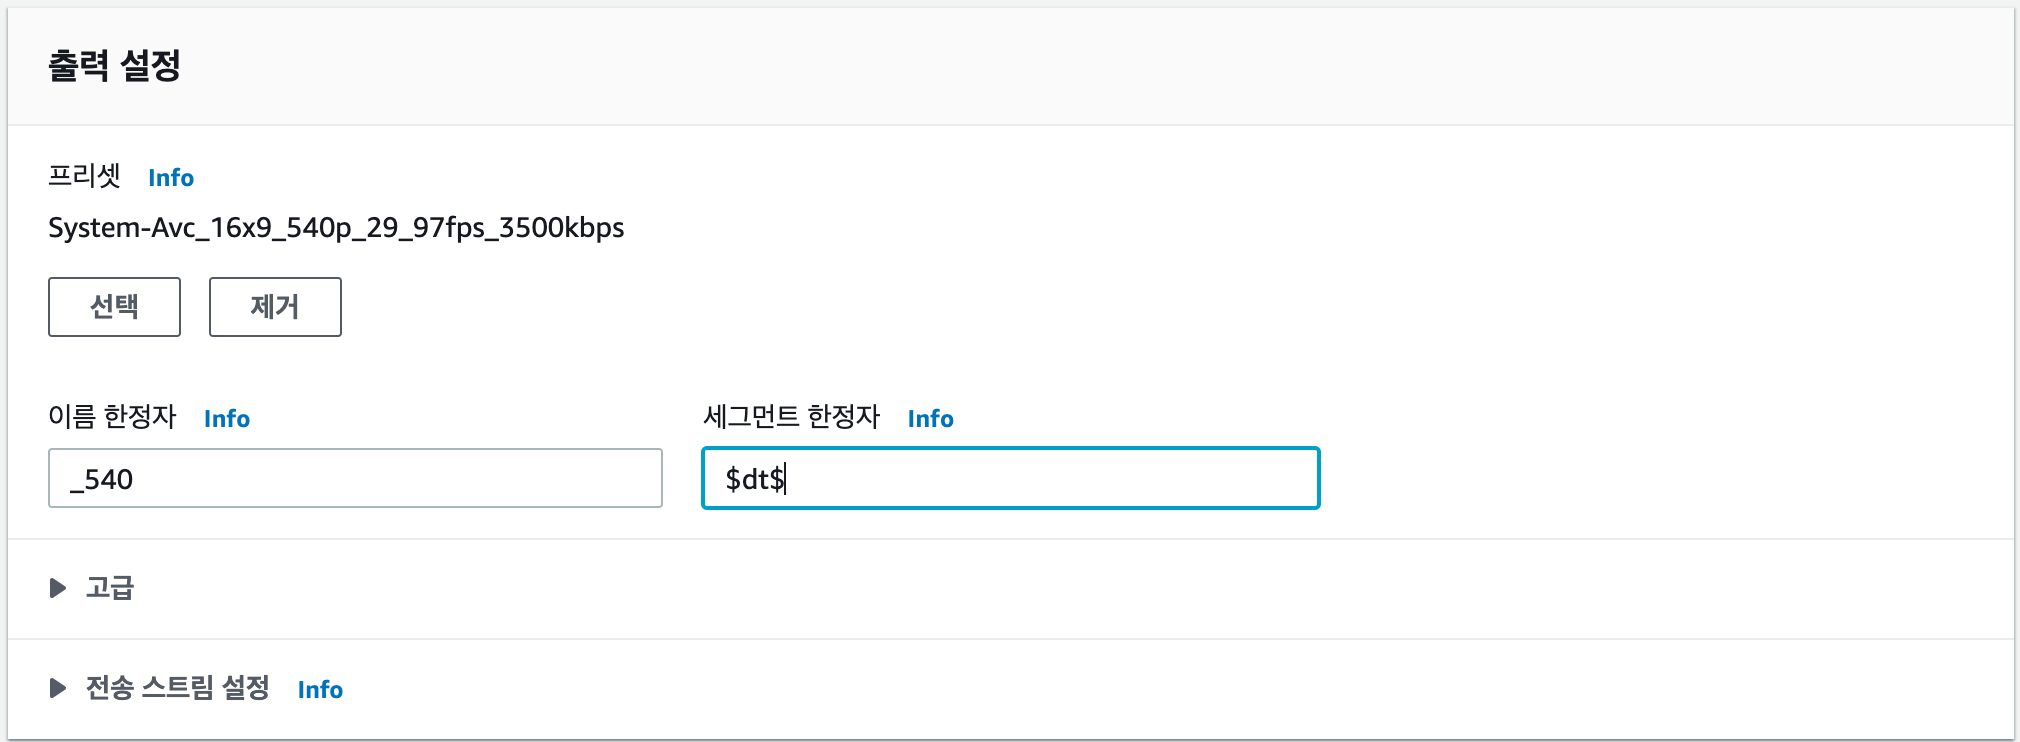 출력 설정
프리셋 Info
System-Avc_16x9_540p_29_97fps_3500kbps
선택 제거
이름 한정자 Info 세그먼트 한정자 Info
_540 $dt$
고급
전송 스트림 설정 Info